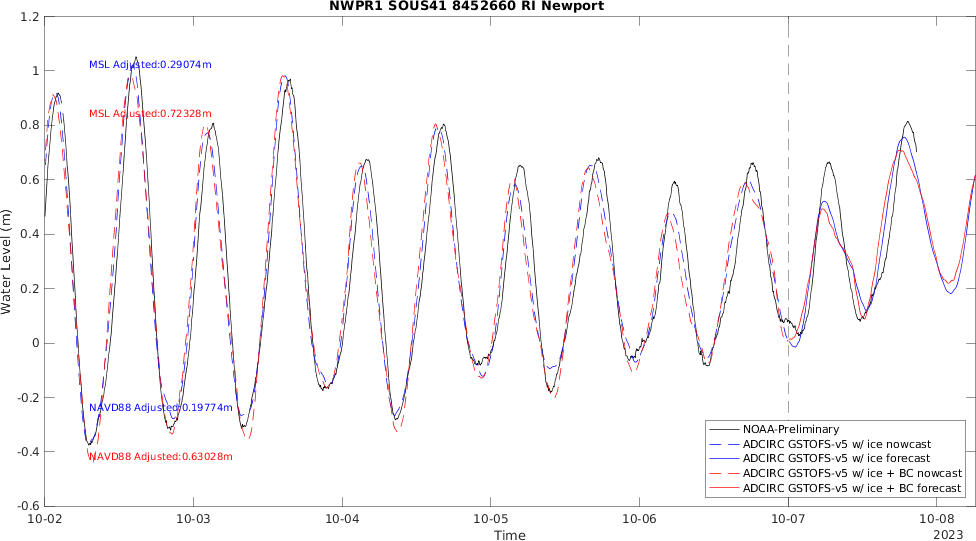 NWPR1 SOUS41 8452660 RI Newport
1.2
1
0.8
0.6
0.4
0.2
0
-0.2
-0.4
-0.6
Water Level (m)
MSL Adjusted:0.29074m
MSL Adjusted:0.72328m
NAVD88 Adjusted:0.19774m
NAVD88 Adjusted:0.63028m
NOAA-Preliminary
ADCIRC GSTOFS-v5 w/ ice nowcast
ADCIRC GSTOFS-v5 w/ ice forecast
ADCIRC GSTOFS-v5 w/ ice + BC nowcast
ADCIRC GSTOFS-v5 w/ ice + BC forecast
10-02 10-03 10-04 10-05 10-06 10-07 10-08
Time
2023